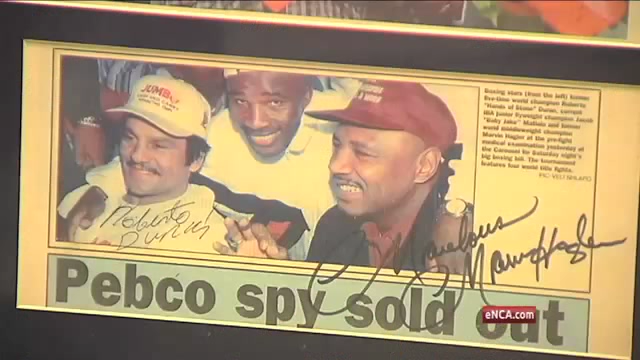 JUMBO
Boxing stars (from the left) former
five-time world champion Roberto
"Hands of Stone" Duran, current
IBA junior flyweight champion Jacob
"Baby Jake" Matlala and former
world middleweight champion
Marvin Hagler at the pre-fight
medical examination yesterday of
the Carousel for Saturday night's
big boxing bill. The tournament
features four world title fights.
Roberto
Duran
Marvelous
Marvin Hagler
Pebco spy sold out
eNCA.com